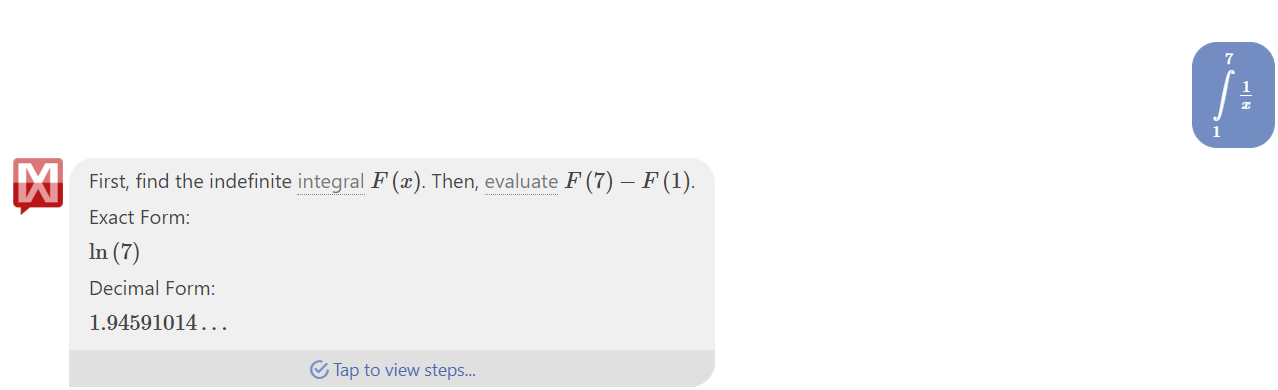 7
∫ 1/x
1
M
First, find the indefinite integral F (x). Then, evaluate F (7) − F (1).
Exact Form:
ln (7)
Decimal Form:
1.94591014...
Tap to view steps...